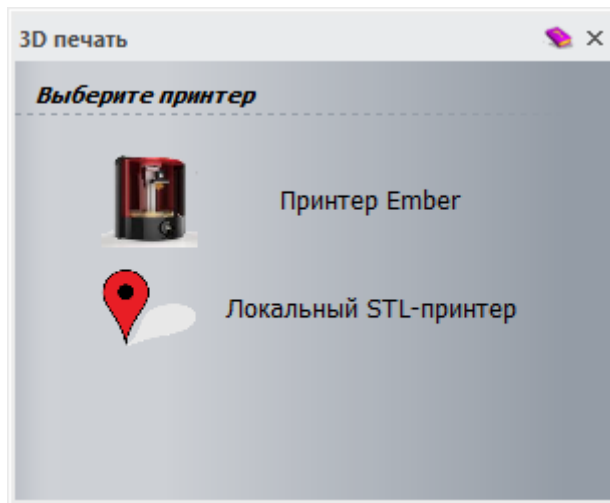 3D печать
Выберите принтер
Принтер Ember
Локальный STL-принтер